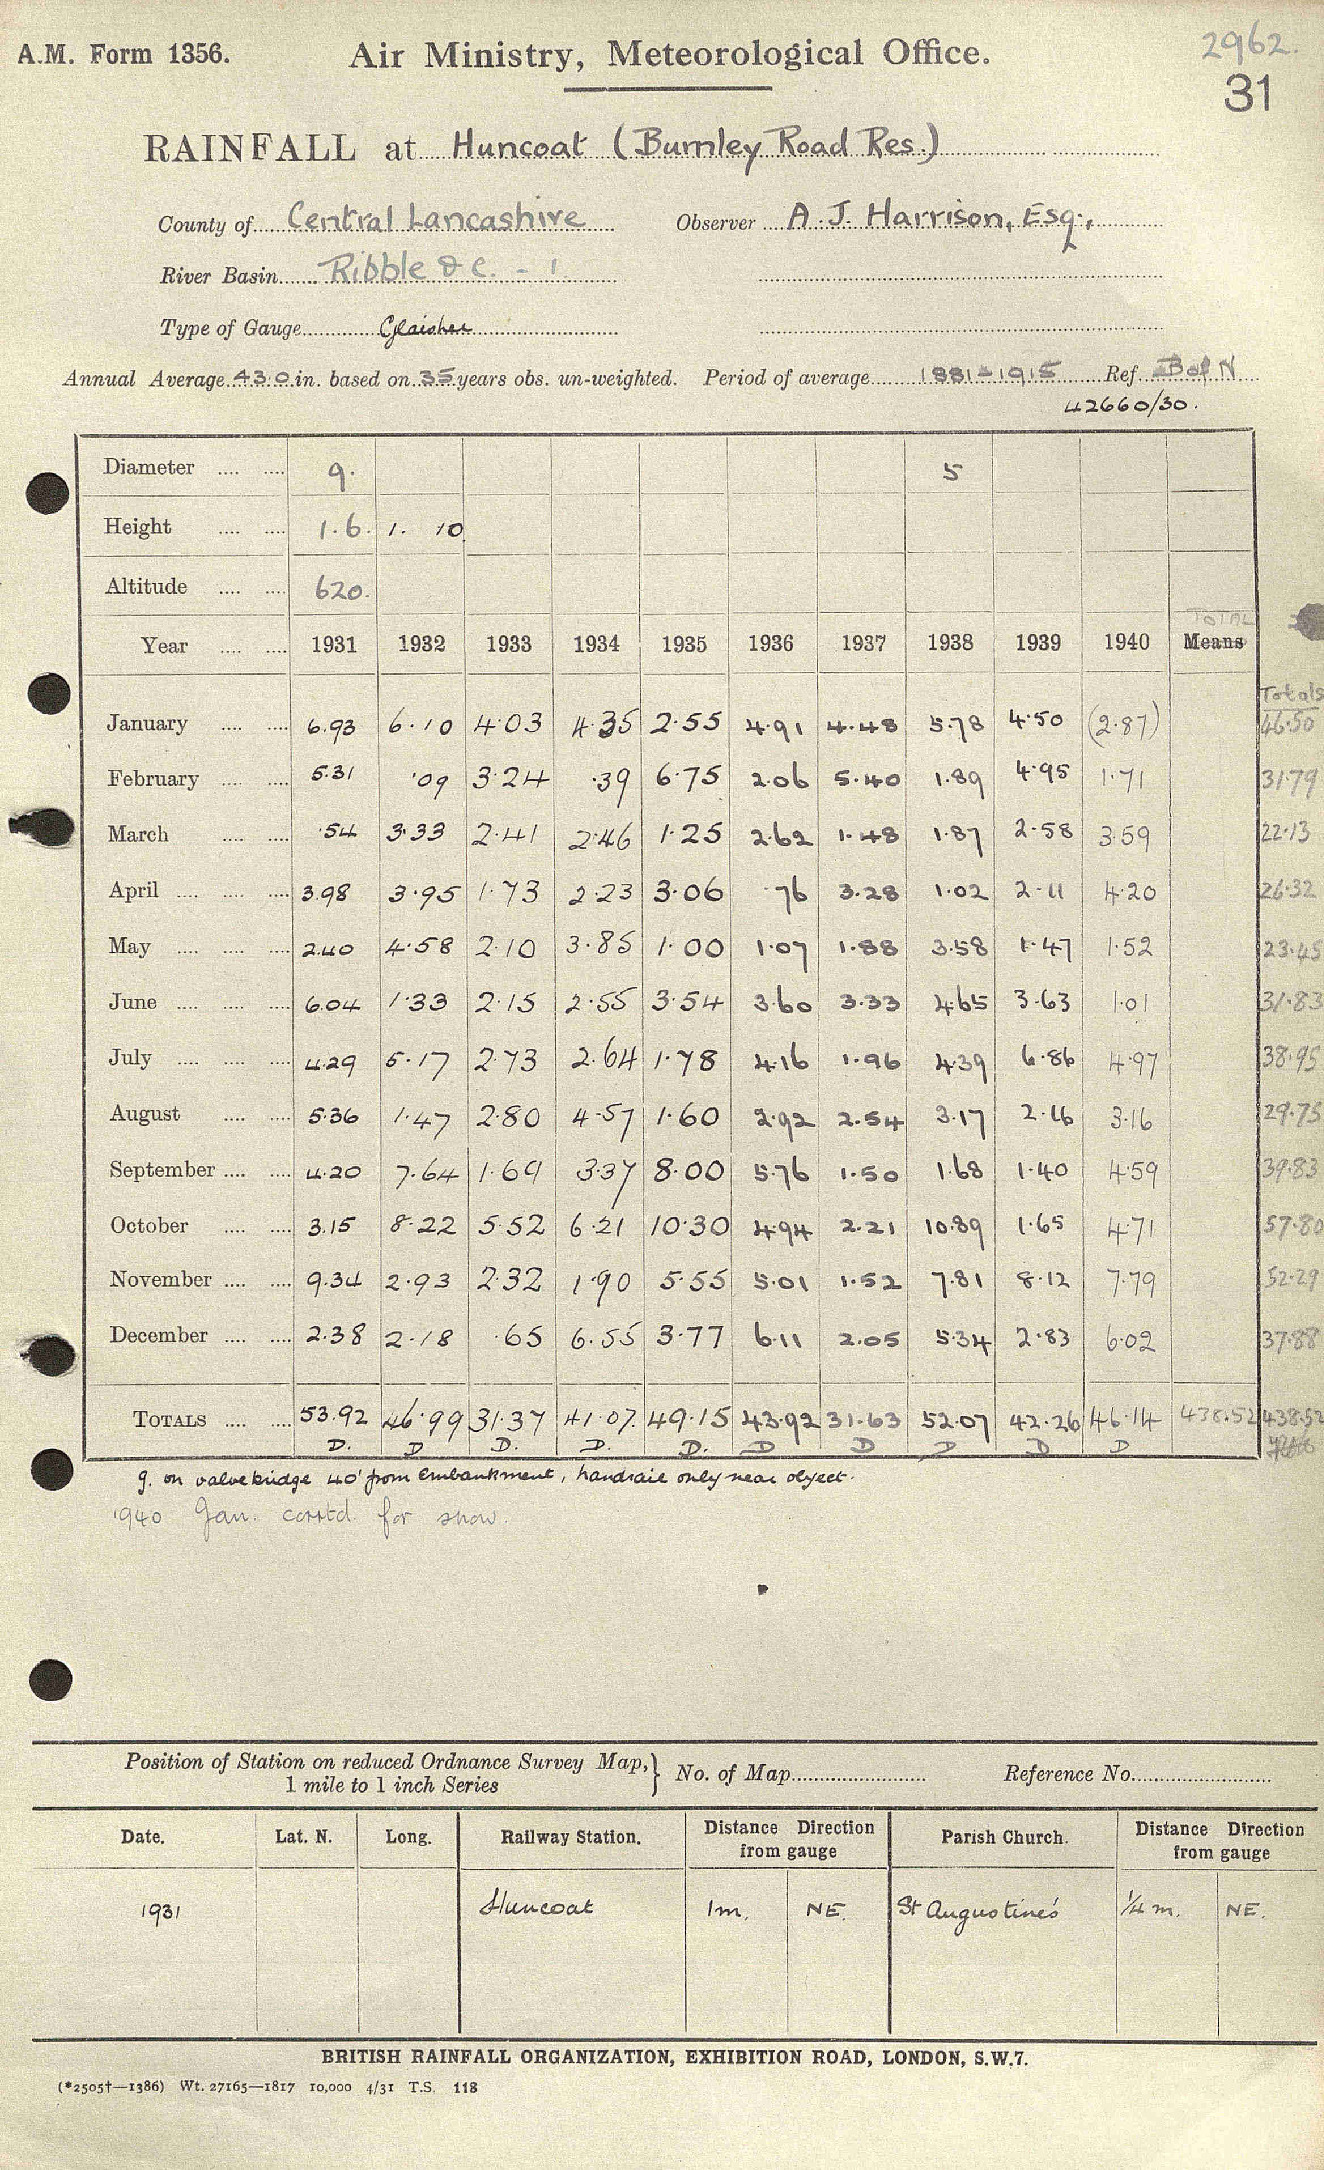 2962.
A.M. Form 1356. Air Ministry, Meteorological Office.
31
RAINFALL at Huncoat (Burnley Road Res.)
County of Central Lancashire Observer A. J. Harrison, Esq.,
River Basin Ribble &c. - 1.
Type of Gauge Glaisher
Annual Average 43.0 in. based on 35 years obs. un-weighted. Period of average 1881-1915 Ref. B of N
42660/30.
Diameter 9. 5
Height 1. 6. 1. 10
Altitude 620.
TOTAL
Year 1931 1932 1933 1934 1935 1936 1937 1938 1939 1940 Means
Totals
January 6.93 6.10 4.03 4.35 2.55 4.91 4.48 5.78 4.50 (2.87) 46.50
February 5.31 .09 3.24 .39 6.75 2.06 5.40 1.89 4.95 1.71 31.79
March .54 3.33 2.41 2.46 1.25 2.62 1.48 1.87 2.58 3.59 22.13
April 3.98 3.95 1.73 2.23 3.06 .76 3.28 1.02 2.11 4.20 26.32
May 2.40 4.58 2.10 3.85 1.00 1.07 1.88 3.58 1.47 1.52 23.45
June 6.04 1.33 2.15 2.55 3.54 3.60 3.33 4.65 3.63 1.01 31.83
July 4.29 5.17 2.73 2.64 1.78 4.16 1.96 4.39 6.86 4.97 38.95
August 5.36 1.47 2.80 4.57 1.60 2.92 2.54 3.17 2.16 3.16 29.75
September 4.20 7.64 1.69 3.37 8.00 5.76 1.50 1.68 1.40 4.59 39.83
October 3.15 8.22 5.52 6.21 10.30 4.94 2.21 10.89 1.65 4.71 57.80
November 9.34 2.93 2.32 1.90 5.55 5.01 1.52 7.81 8.12 7.79 52.29
December 2.38 2.18 .65 6.55 3.77 6.11 2.05 5.34 2.83 6.02 37.88
TOTALS 53.92 46.99 31.37 41.07. 49.15 43.92 31.63 52.07 42.26 46.14 438.52 438.52
D. D D. D. D. D D D D D
g. on valve bridge 40' from embankment, handrail only near object.
1940 Jan. corrtd for snow.
Position of Station on reduced Ordnance Survey Map, } No. of Map Reference No.
1 mile to 1 inch Series
Date. Lat. N. Long. Railway Station. Distance Direction from gauge Parish Church. Distance Direction from gauge
1931 Huncoat 1m. NE. St Augustine's 1/4 m. NE.
BRITISH RAINFALL ORGANIZATION, EXHIBITION ROAD, LONDON, S.W.7.
(*2505†—1386) Wt. 27165—1817 10,000 4/31 T.S. 118